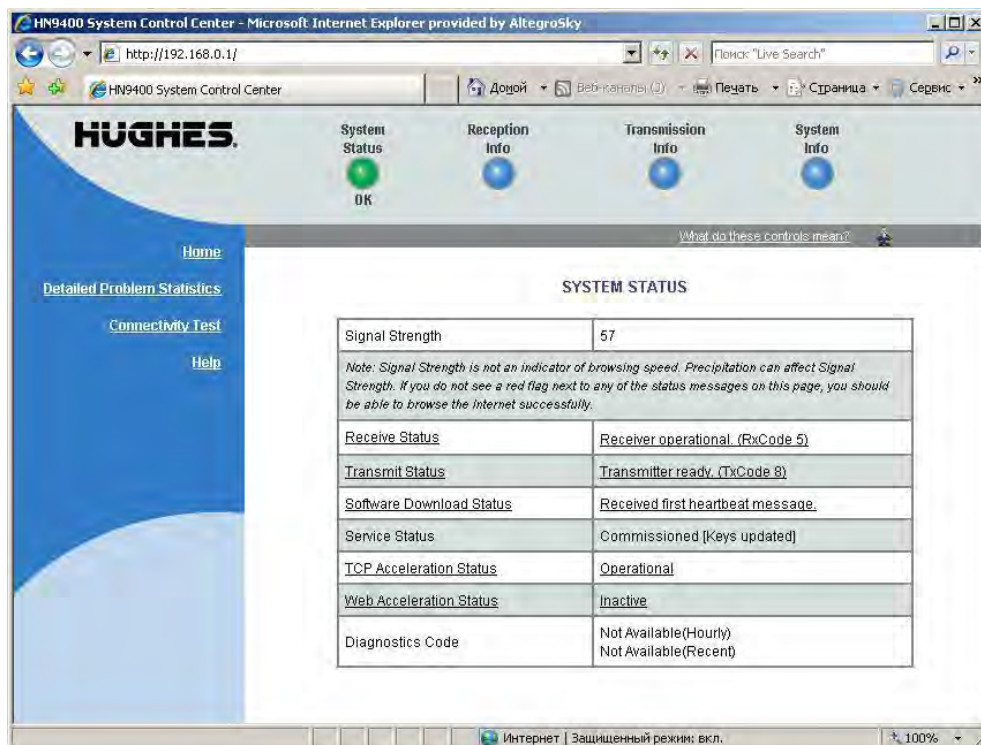 HN9400 System Control Center - Microsoft Internet Explorer provided by AltegroSky
http://192.168.0.1/
Поиск "Live Search"
HN9400 System Control Center
Домой
Веб-каналы (J)
Печать
Страница
Сервис
HUGHES.
System Status
Reception Info
Transmission Info
System Info
OK
What do these controls mean?
Home
Detailed Problem Statistics
Connectivity Test
Help
SYSTEM STATUS
Signal Strength 57
Note: Signal Strength is not an indicator of browsing speed. Precipitation can affect Signal
Strength. If you do not see a red flag next to any of the status messages on this page, you should
be able to browse the Internet successfully.
Receive Status Receiver operational. (RxCode 5)
Transmit Status Transmitter ready. (TxCode 8)
Software Download Status Received first heartbeat message.
Service Status Commissioned [Keys updated]
TCP Acceleration Status Operational
Web Acceleration Status Inactive
Diagnostics Code Not Available(Hourly)
Not Available(Recent)
Интернет | Защищенный режим: вкл.
100%